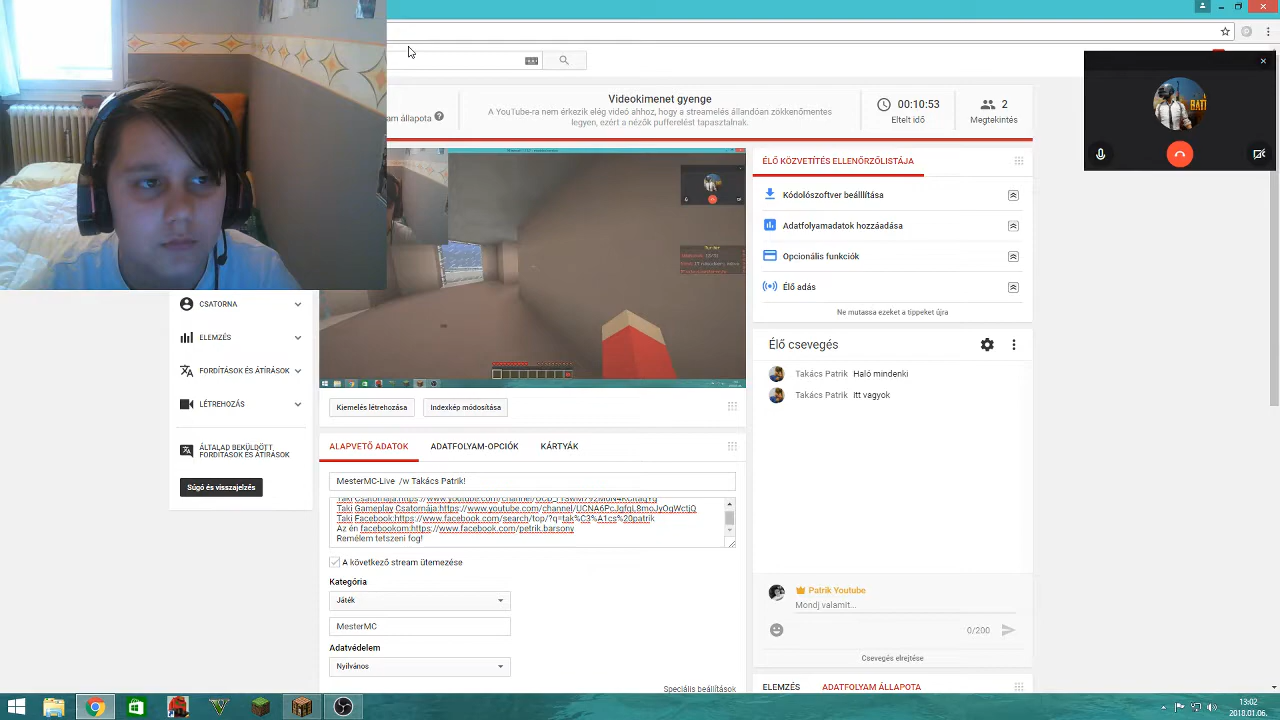 am állapota
Videokimenet gyenge
A YouTube-ra nem érkezik elég videó ahhoz, hogy a streamelés állandóan zökkenőmentes
legyen, ezért a nézők pufferelést tapasztalnak.
00:10:53
Eltelt idő
2
Megtekintés
ÉLŐ KÖZVETÍTÉS ELLENŐRZŐLISTÁJA
Kódolószoftver beállítása
Adatfolyamadatok hozzáadása
Opcionális funkciók
Élő adás
Ne mutassa ezeket a tippeket újra
CSATORNA
ELEMZÉS
FORDÍTÁSOK ÉS ÁTÍRÁSOK
LÉTREHOZÁS
ÁLTALAD BEKÜLDÖTT
FORDÍTÁSOK ÉS ÁTÍRÁSOK
Súgó és visszajelzés
Kiemelés létrehozása
Indexkép módosítása
ALAPVETŐ ADATOK
ADATFOLYAM-OPCIÓK
KÁRTYÁK
MesterMC-Live /w Takács Patrik!
Taki Gameplay Csatornája:https://www.youtube.com/channel/UCNA6PcJgfgL8moJyOgWctjQ
Taki Facebook:https://www.facebook.com/search/top/?q=tak%C3%A1cs%20patrik
Az én facebookom:https://www.facebook.com/petrik.barsony
Remélem tetszeni fog!
A következő stream ütemezése
Kategória
Játék
MesterMC
Adatvédelem
Nyilvános
Speciális beállítások
Élő csevegés
Takács Patrik Haló mindenki
Takács Patrik Itt vagyok
Patrik Youtube
Mondj valamit...
0/200
Csevegés elrejtése
ELEMZÉS
ADATFOLYAM ÁLLAPOTA
13:02
2018.01.06.